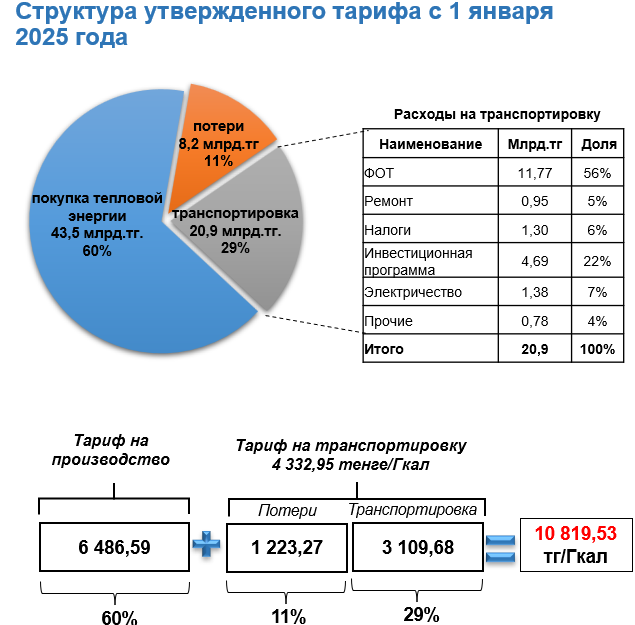 Структура утвержденного тарифа с 1 января
2025 года
потери
8,2 млрд.тг
11%
покупка тепловой
энергии
43,5 млрд.тг.
60%
транспортировка
20,9 млрд.тг.
29%
Расходы на транспортировку
Наименование Млрд.тг Доля
ФОТ 11,77 56%
Ремонт 0,95 5%
Налоги 1,30 6%
Инвестиционная
программа 4,69 22%
Электричество 1,38 7%
Прочие 0,78 4%
Итого 20,9 100%
Тариф на
производство
Тариф на транспортировку
4 332,95 тенге/Гкал
Потери Транспортировка
6 486,59 + 1 223,27 3 109,68 = 10 819,53
тг/Гкал
60% 11% 29%